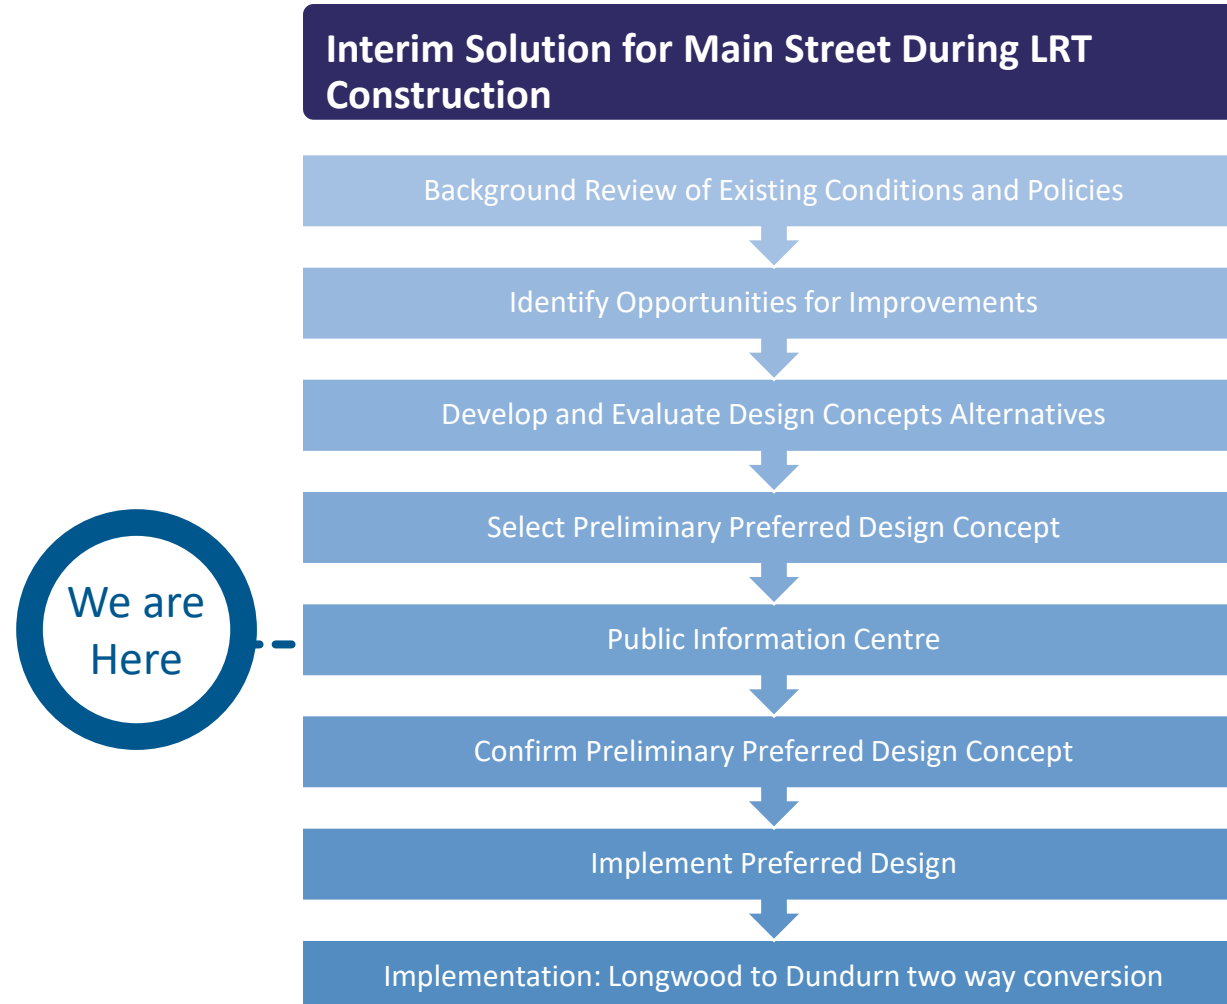 Interim Solution for Main Street During LRT
Construction
Background Review of Existing Conditions and Policies
Identify Opportunities for Improvements
Develop and Evaluate Design Concepts Alternatives
Select Preliminary Preferred Design Concept
We are
Here
Public Information Centre
Confirm Preliminary Preferred Design Concept
Implement Preferred Design
Implementation: Longwood to Dundurn two way conversion